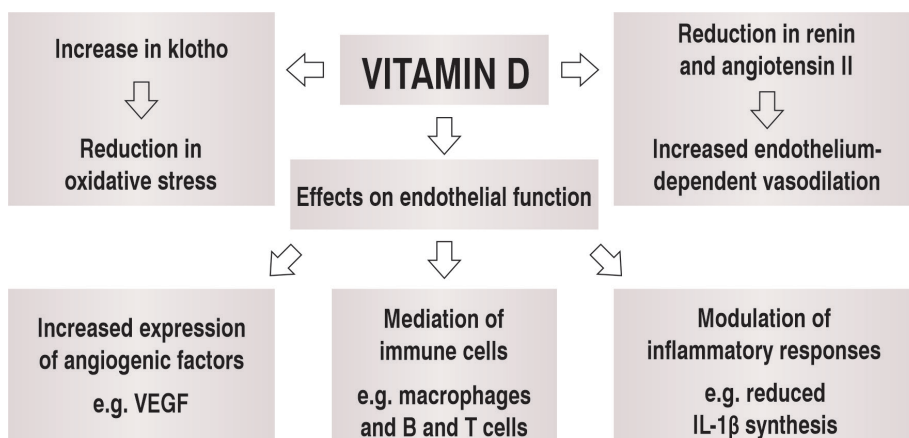 VITAMIN D
Increase in klotho
Reduction in
oxidative stress
Reduction in renin
and angiotensin II
Increased endothelium-
dependent vasodilation
Effects on endothelial function
Increased expression
of angiogenic factors
e.g. VEGF
Mediation of
immune cells
e.g. macrophages
and B and T cells
Modulation of
inflammatory responses
e.g. reduced
IL-1β synthesis